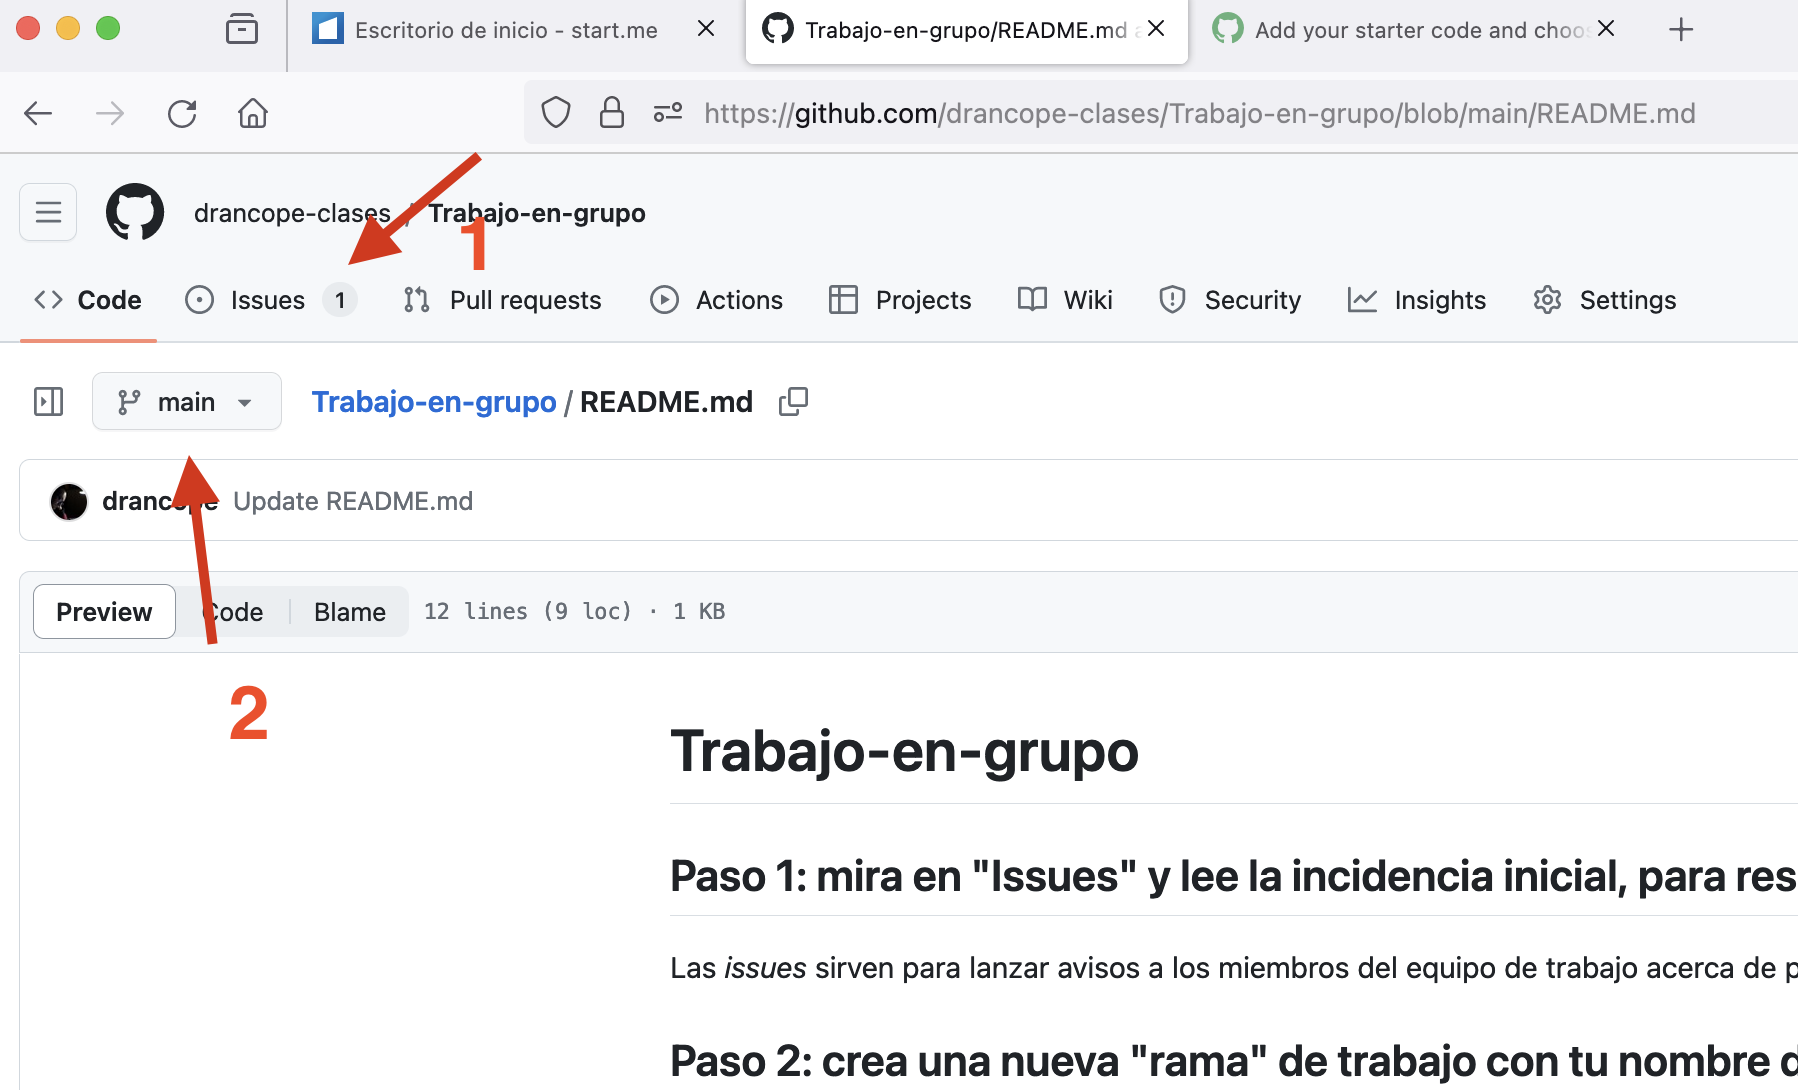 Escritorio de inicio - start.me
Trabajo-en-grupo/README.md a
Add your starter code and choos
https://github.com/drancope-clases/Trabajo-en-grupo/blob/main/README.md
drancope-clases / Trabajo-en-grupo
1
Code Issues 1 Pull requests Actions Projects Wiki Security Insights Settings
main Trabajo-en-grupo / README.md
drancope Update README.md
Preview Code Blame 12 lines (9 loc) · 1 KB
2
Trabajo-en-grupo
Paso 1: mira en "Issues" y lee la incidencia inicial, para res
Las issues sirven para lanzar avisos a los miembros del equipo de trabajo acerca de p
Paso 2: crea una nueva "rama" de trabajo con tu nombre d